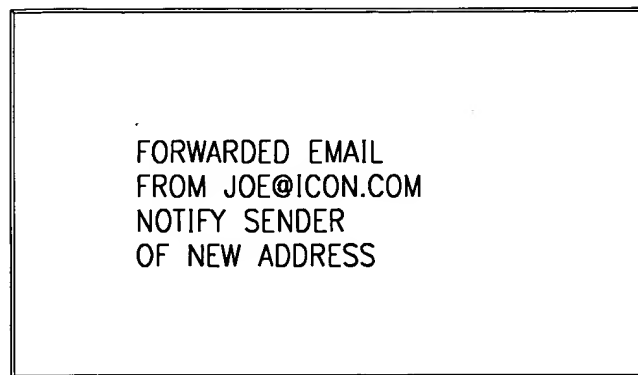 FORWARDED EMAIL
FROM JOE@ICON.COM
NOTIFY SENDER
OF NEW ADDRESS